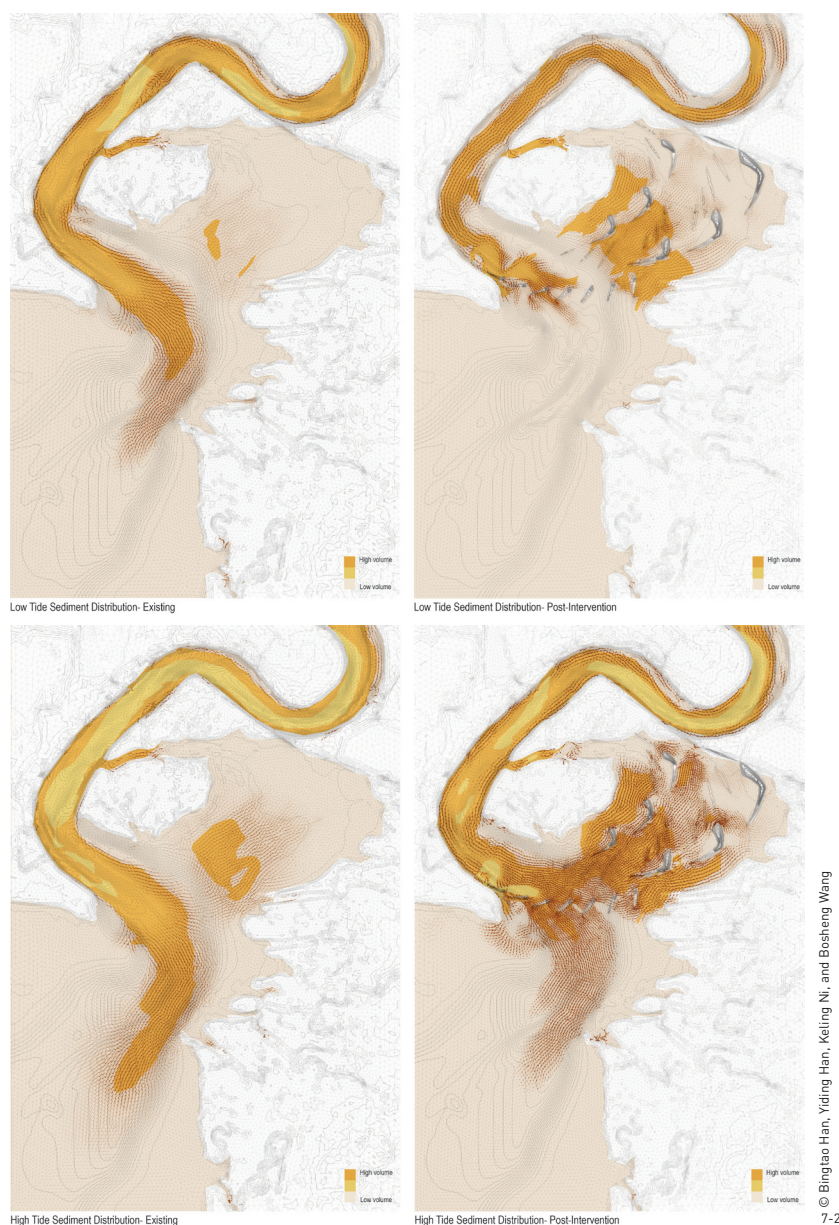 High volume
Low volume
High volume
Low volume
Low Tide Sediment Distribution- Existing
Low Tide Sediment Distribution- Post-Intervention
High volume
Low volume
High volume
Low volume
High Tide Sediment Distribution- Existing
High Tide Sediment Distribution- Post-Intervention
© Bingtao Han, Yiding Han, Keling Ni, and Bosheng Wang
7-2